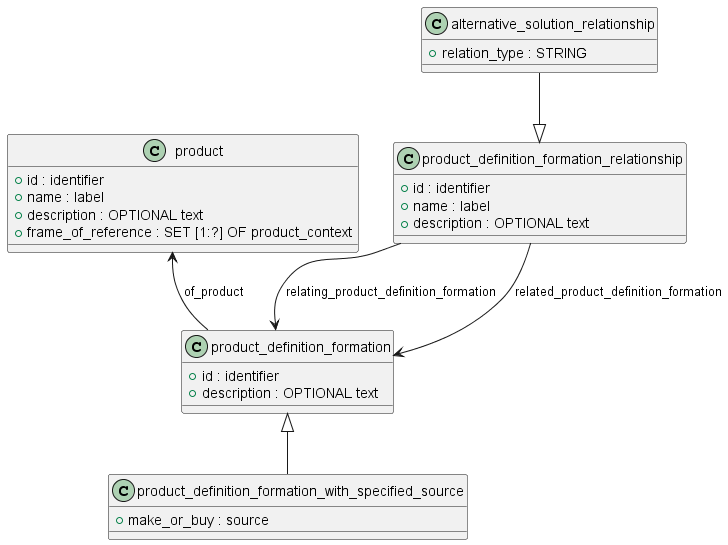 C alternative_solution_relationship
relation_type : STRING
C product
id : identifier
name : label
description : OPTIONAL text
frame_of_reference : SET [1:?] OF product_context
C product_definition_formation_relationship
id : identifier
name : label
description : OPTIONAL text
of_product
relating_product_definition_formation
related_product_definition_formation
C product_definition_formation
id : identifier
description : OPTIONAL text
C product_definition_formation_with_specified_source
make_or_buy : source